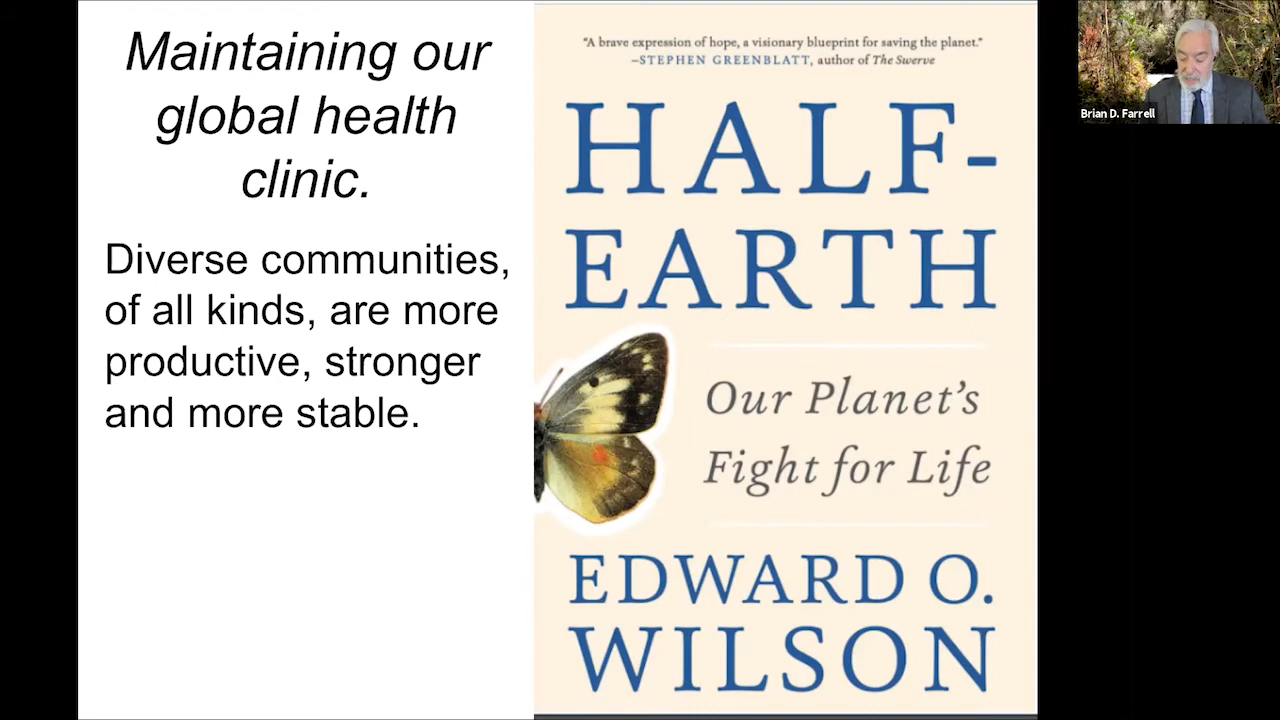 Maintaining our
global health
clinic.
Diverse communities,
of all kinds, are more
productive, stronger
and more stable.
“A brave expression of hope, a visionary blueprint for saving the planet.”
–STEPHEN GREENBLATT, author of The Swerve
HALF-
EARTH
Our Planet’s
Fight for Life
EDWARD O.
WILSON
Brian D. Farrell